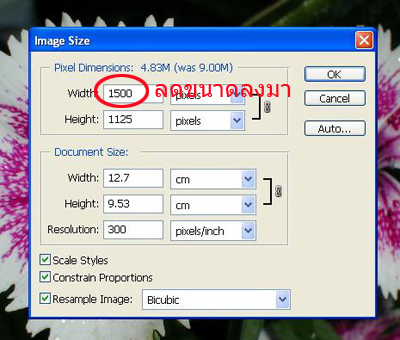 Image Size
Pixel Dimensions: 4.83M (was 9.00M)
Width: 1500 pixels
ลดขนาดลงมา
Height: 1125 pixels
Document Size:
Width: 12.7 cm
Height: 9.53 cm
Resolution: 300 pixels/inch
Scale Styles
Constrain Proportions
Resample Image: Bicubic
OK
Cancel
Auto...